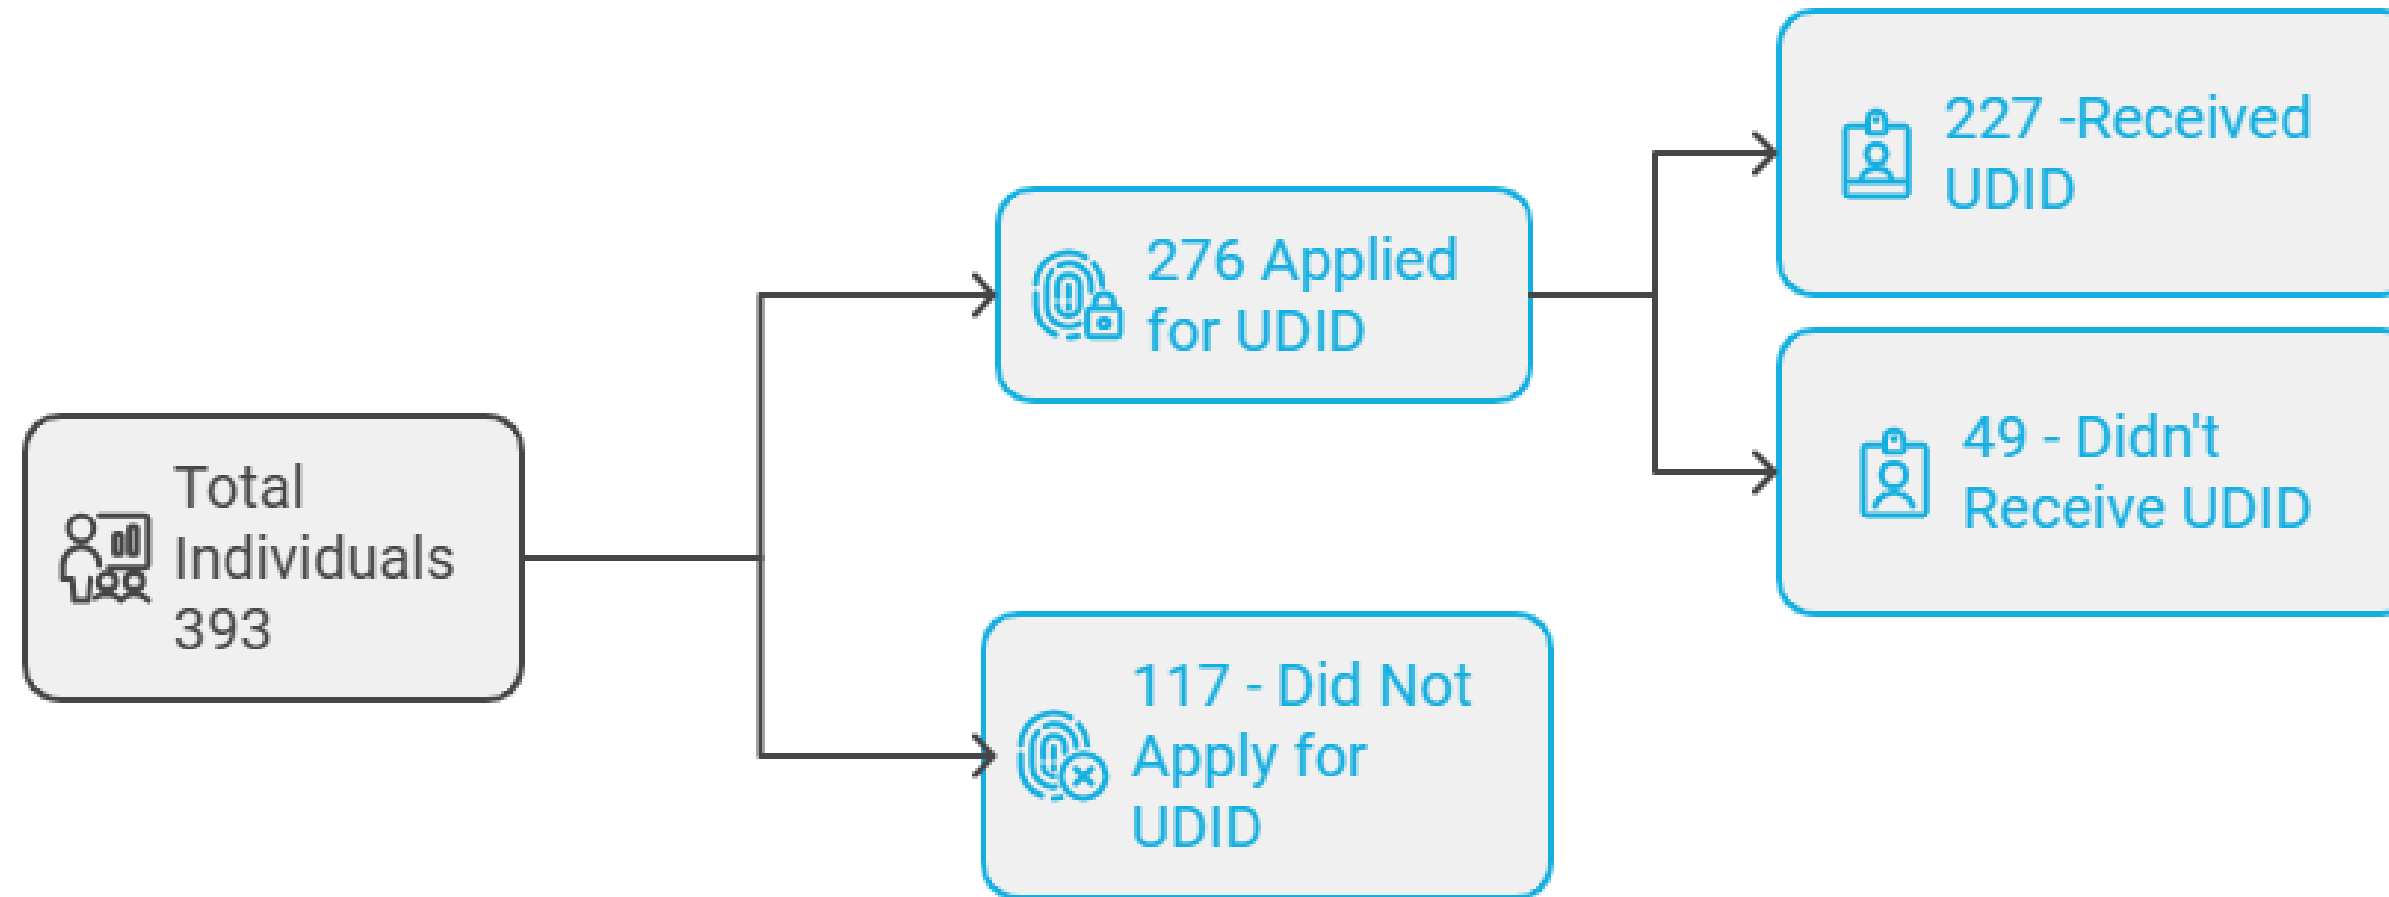 Total
Individuals
393
276 Applied
for UDID
117 - Did Not
Apply for
UDID
227 -Received
UDID
49 - Didn't
Receive UDID